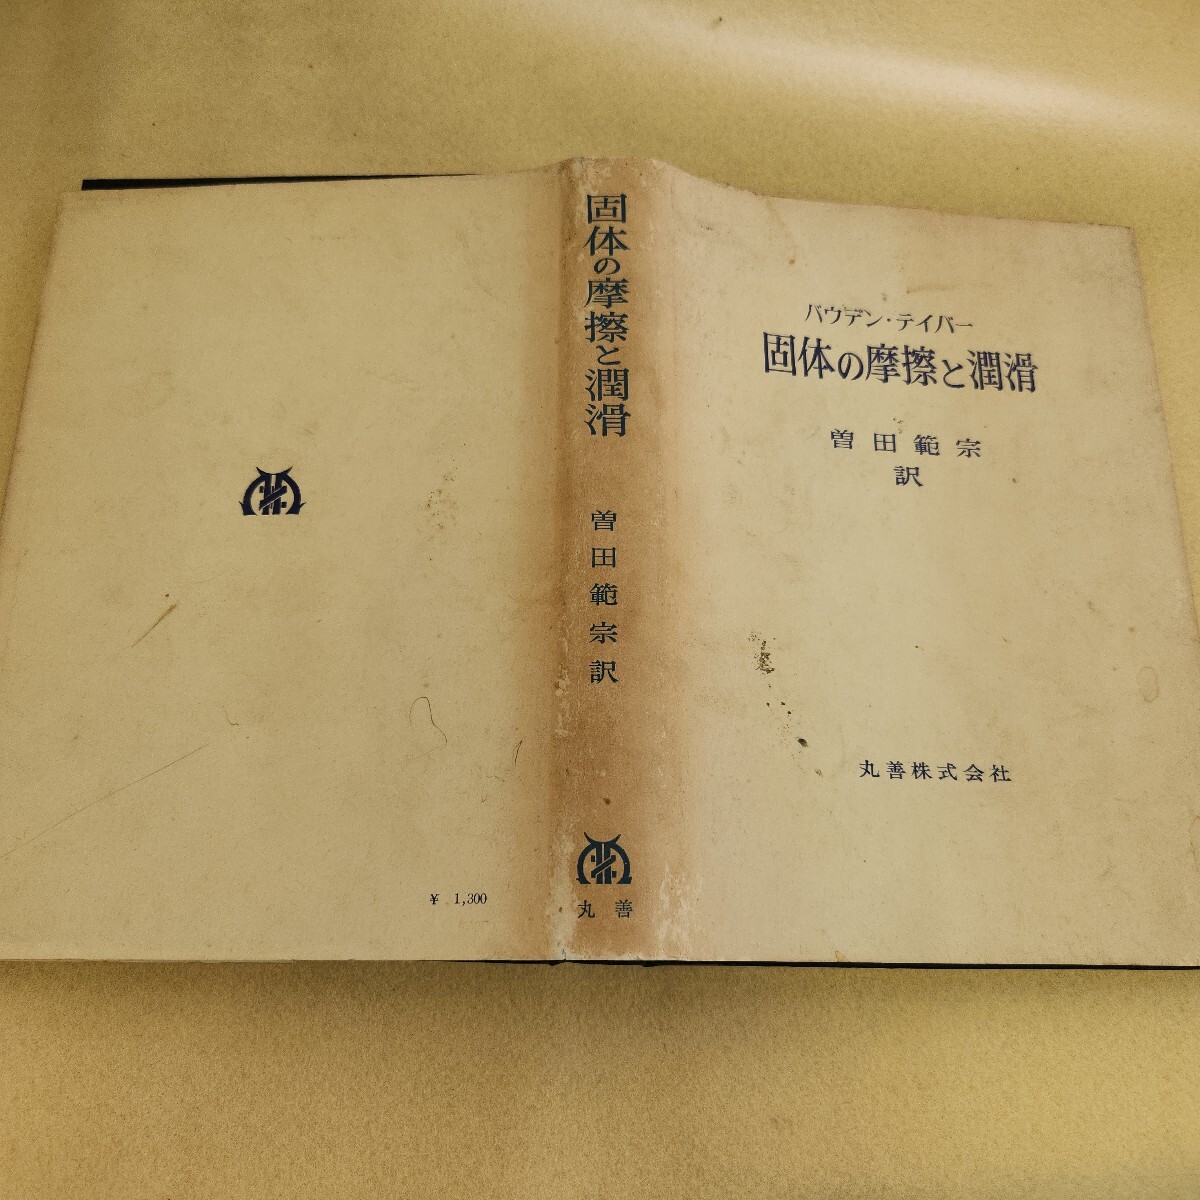 バウデン・テイバー
固体の摩擦と潤滑
曽田範宗
訳
丸善株式会社
固体の摩擦と潤滑
曽田範宗訳
丸善
¥ 1,300